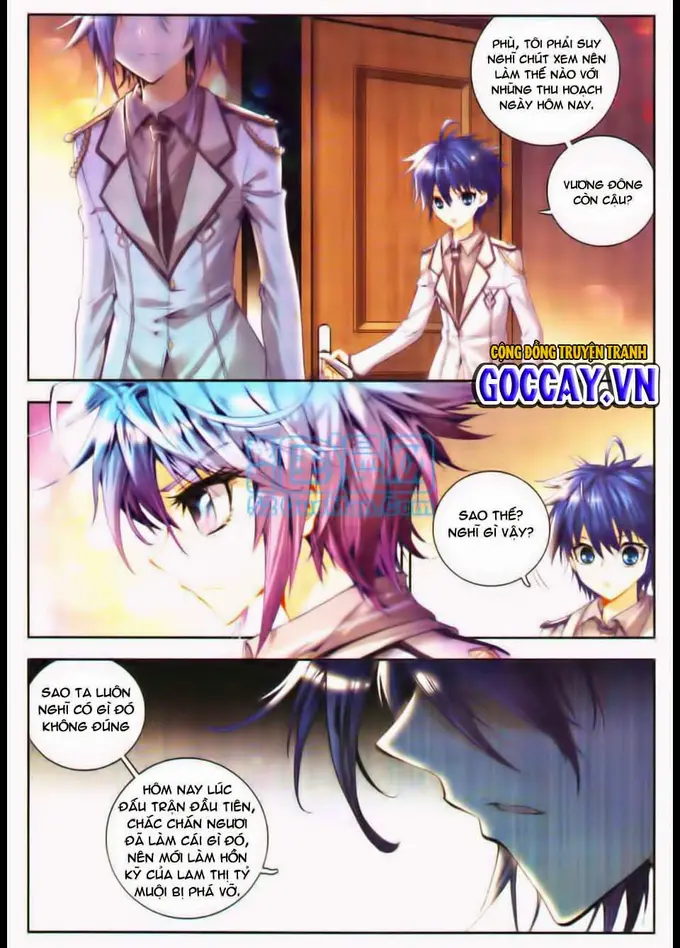 PHÙ, TÔI PHẢI SUY
NGHĨ CHÚT XEM NÊN
LÀM THẾ NÀO VỚI
NHỮNG THU HOẠCH
NGÀY HÔM NAY.
VƯƠNG ĐÔNG
CÒN CẬU?
CỘNG ĐỒNG TRUYỆN TRANH
GOCCAY.VN
SAO THẾ?
NGHĨ GÌ VẬY?
SAO TA LUÔN
NGHĨ CÓ GÌ ĐÓ
KHÔNG ĐÚNG
HÔM NAY LÚC
ĐẤU TRẬN ĐẦU TIÊN,
CHẮC CHẮN NGƯƠI
ĐÃ LÀM CÁI GÌ ĐÓ,
NÊN MỚI LÀM HỒN
KỸ CỦA LAM THỊ TỶ
MUỘI BỊ PHÁ VỠ.